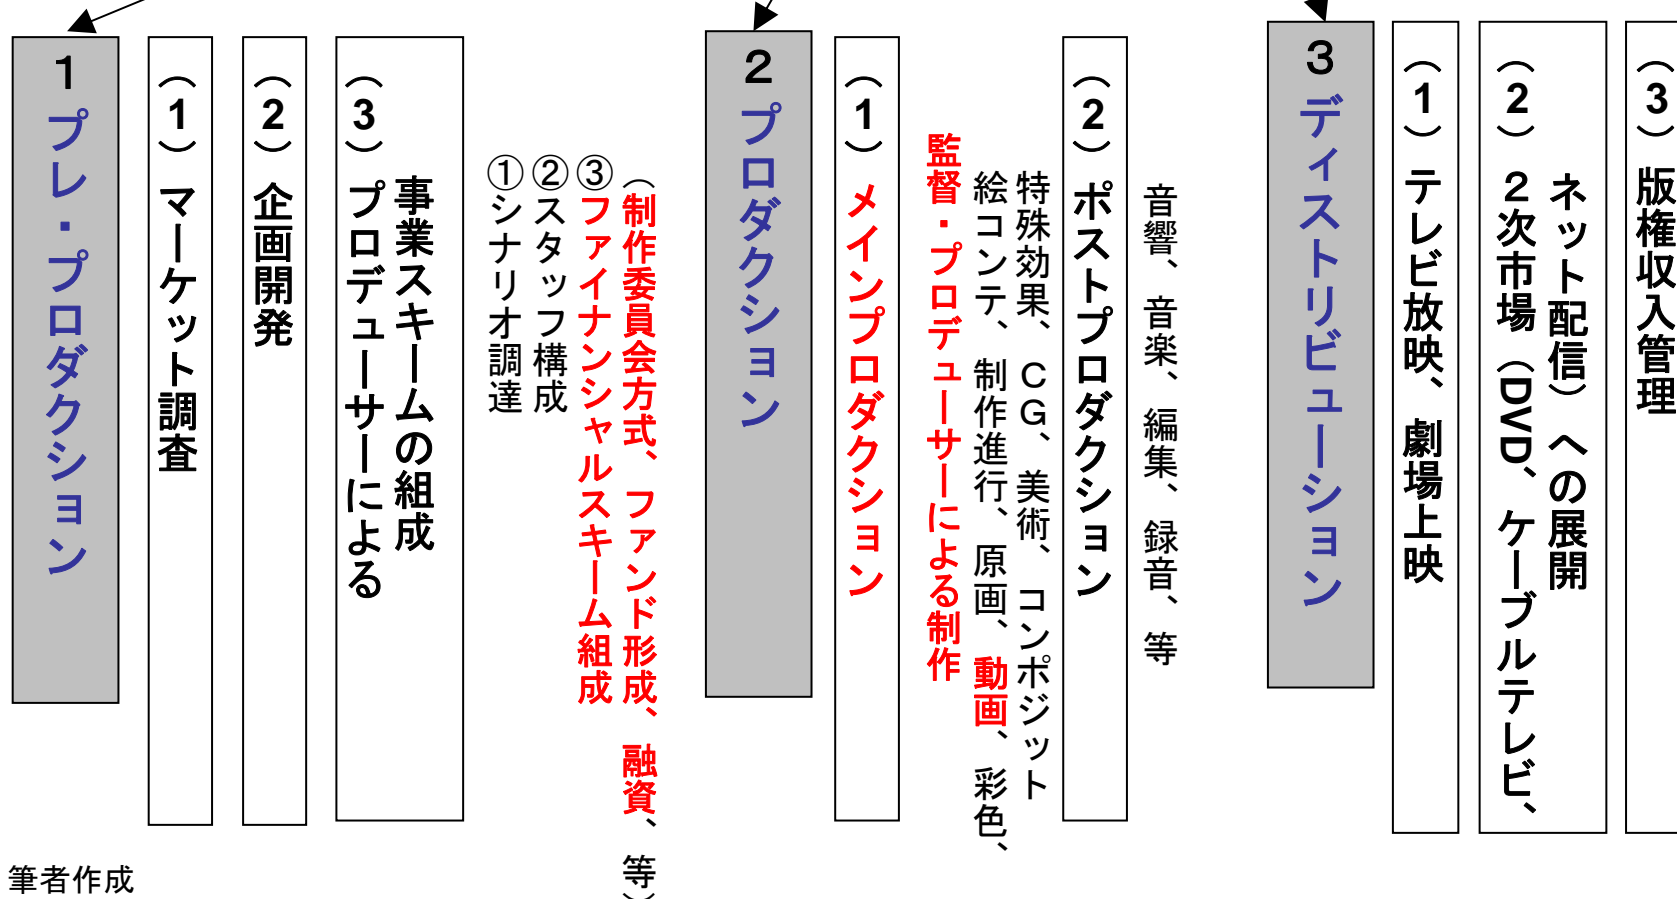 1 プレ・プロダクション
（1）マーケット調査
（2）企画開発
（3）プロデューサーによる
事業スキームの組成
①シナリオ調達
②スタッフ構成
③ファイナンシャルスキーム組成
（制作委員会方式、ファンド形成、融資、等）
2 プロダクション
（1）メインプロダクション
監督・プロデューサーによる制作
絵コンテ、制作進行、原画、動画、彩色、
特殊効果、CG、美術、コンポジット
（2）ポストプロダクション
音響、音楽、編集、録音、等
3 ディストリビューション
（1）テレビ放映、劇場上映
（2）2次市場（DVD、ケーブルテレビ、
ネット配信）への展開
（3）版権収入管理
筆者作成